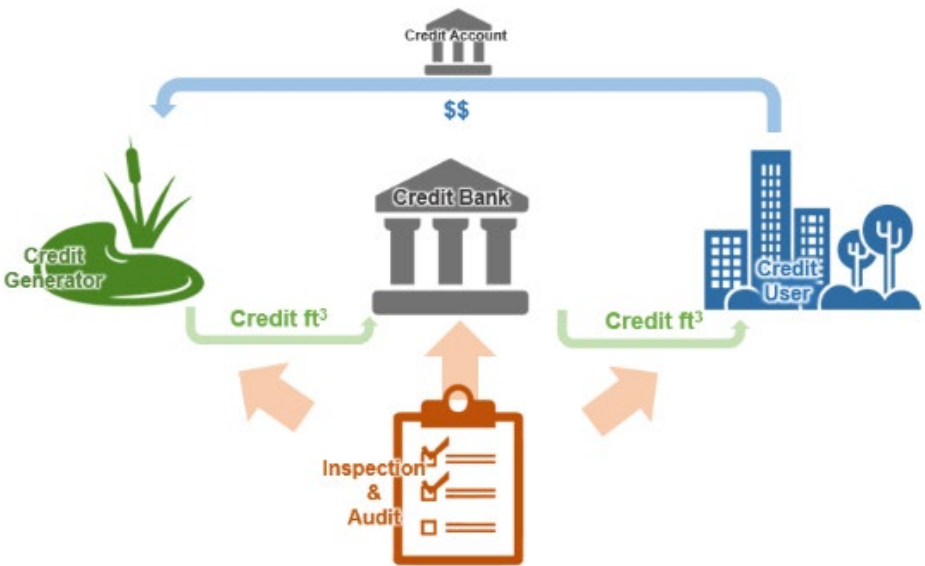 Credit Account
$$
Credit Bank
Credit
Generator
Credit
User
Credit ft³
Credit ft³
Inspection
&
Audit